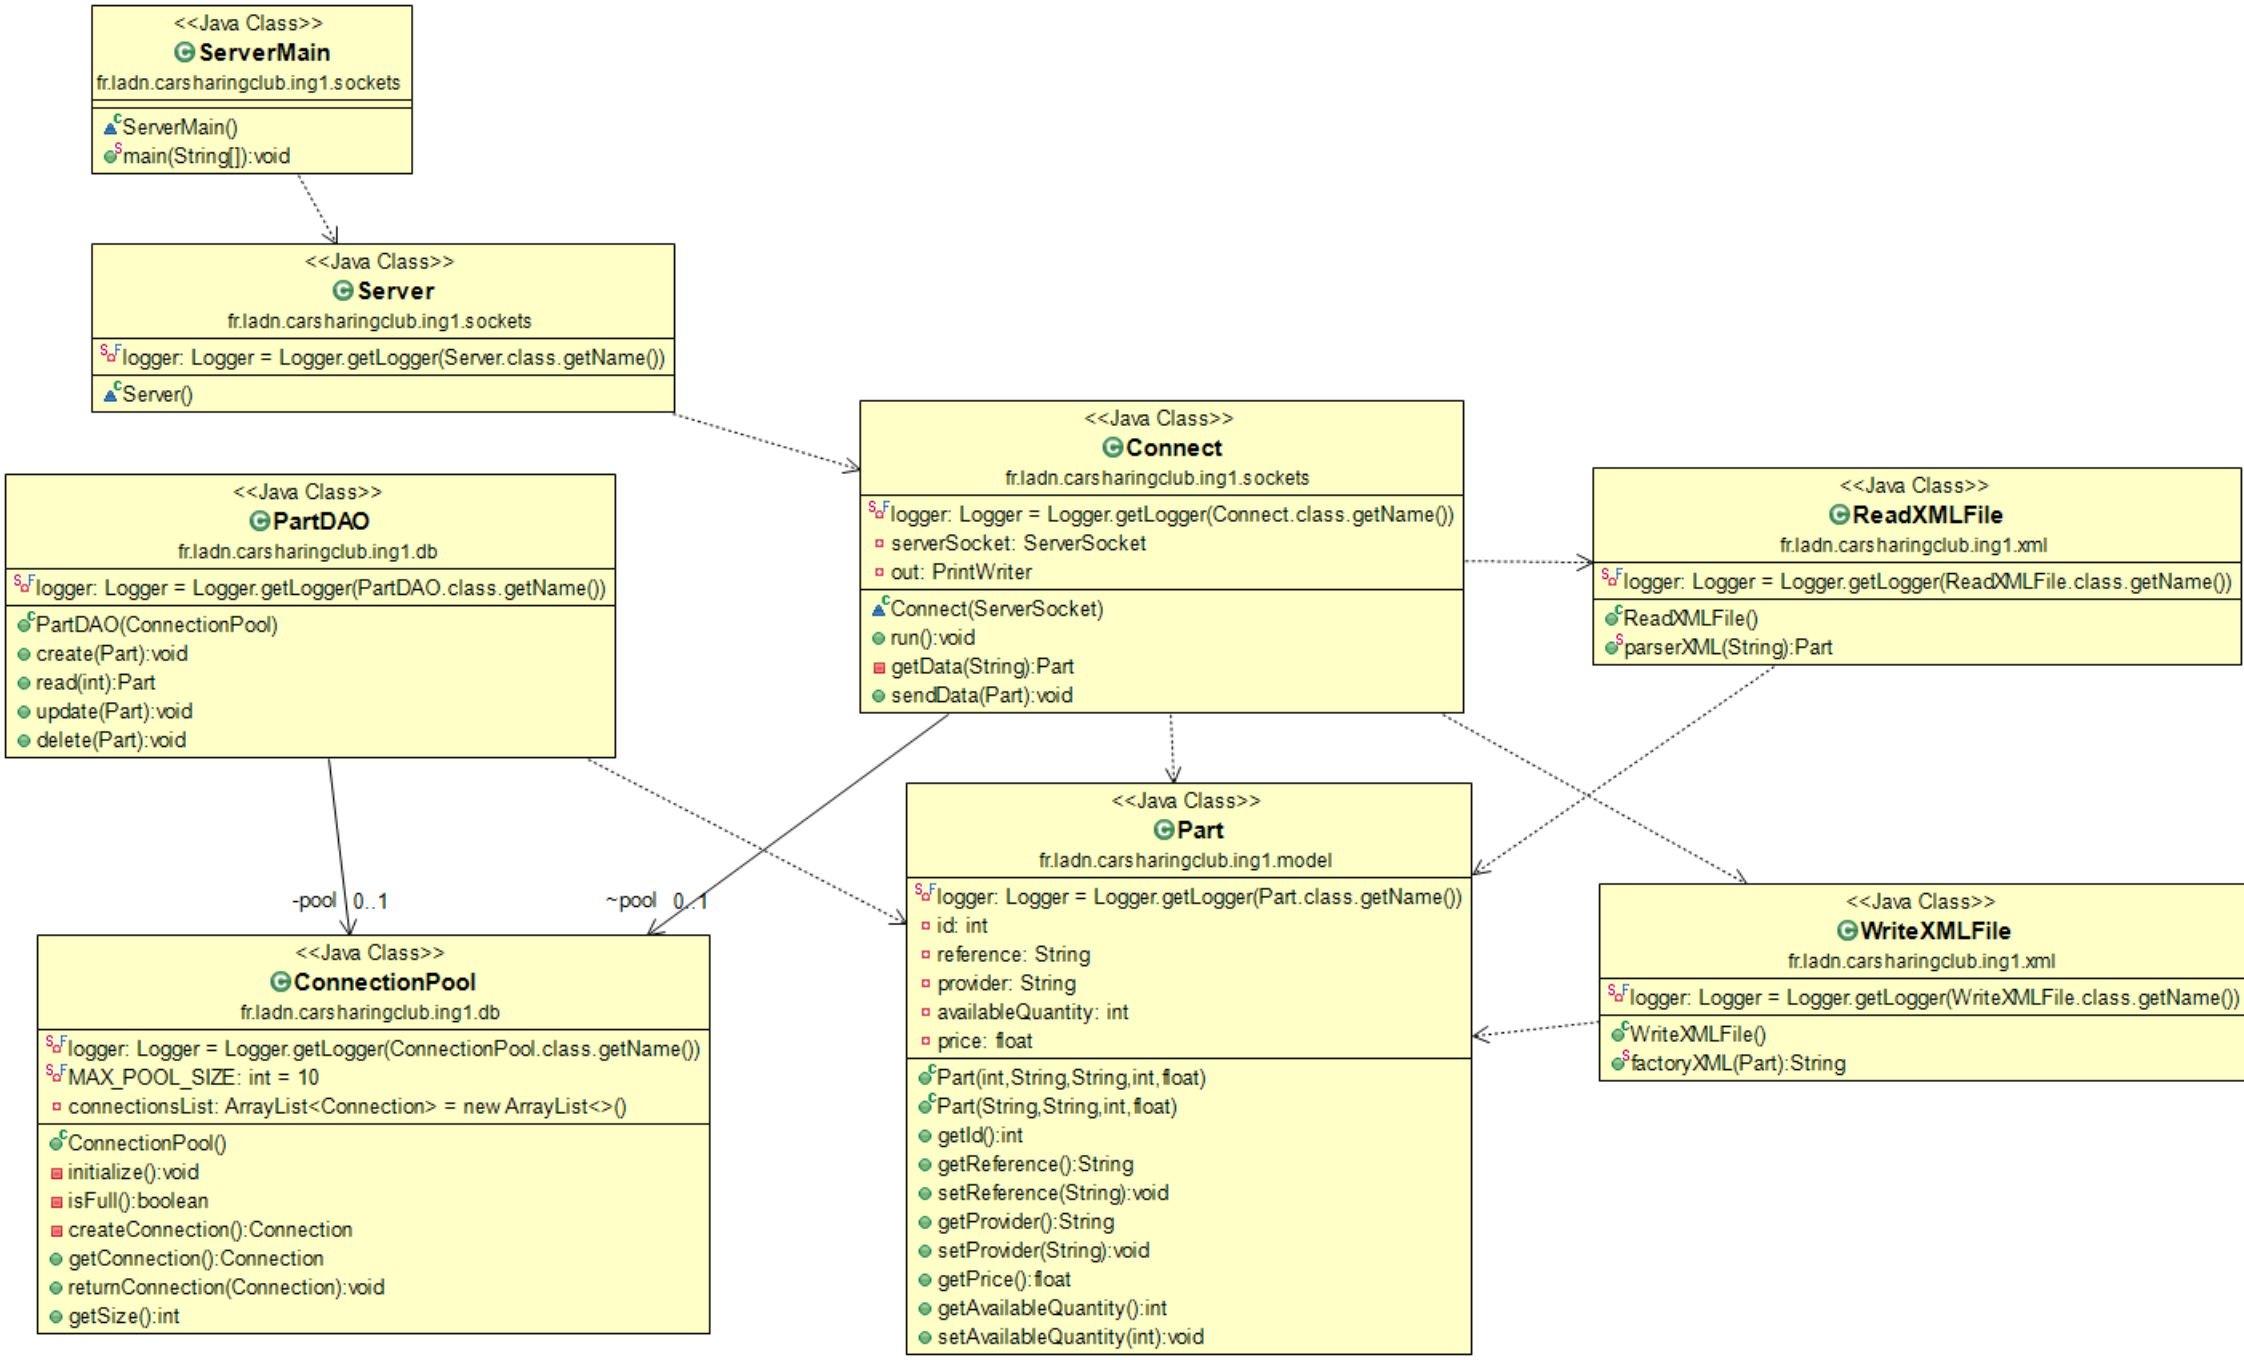 <<Java Class>>
ServerMain
fr.ladn.carsharingclub.ing1.sockets
ServerMain()
main(String[]):void
<<Java Class>>
Server
fr.ladn.carsharingclub.ing1.sockets
logger: Logger = Logger.getLogger(Server.class.getName())
Server()
<<Java Class>>
Connect
fr.ladn.carsharingclub.ing1.sockets
logger: Logger = Logger.getLogger(Connect.class.getName())
serverSocket: ServerSocket
out: PrintWriter
Connect(ServerSocket)
run():void
getData(String):Part
sendData(Part):void
<<Java Class>>
ReadXMLFile
fr.ladn.carsharingclub.ing1.xml
logger: Logger = Logger.getLogger(ReadXMLFile.class.getName())
ReadXMLFile()
parserXML(String):Part
<<Java Class>>
PartDAO
fr.ladn.carsharingclub.ing1.db
logger: Logger = Logger.getLogger(PartDAO.class.getName())
PartDAO(ConnectionPool)
create(Part):void
read(int):Part
update(Part):void
delete(Part):void
-pool 0..1
~pool 0..1
<<Java Class>>
ConnectionPool
fr.ladn.carsharingclub.ing1.db
logger: Logger = Logger.getLogger(ConnectionPool.class.getName())
MAX_POOL_SIZE: int = 10
connectionsList: ArrayList<Connection> = new ArrayList<>()
ConnectionPool()
initialize():void
isFull():boolean
createConnection():Connection
getConnection():Connection
returnConnection(Connection):void
getSize():int
<<Java Class>>
Part
fr.ladn.carsharingclub.ing1.model
logger: Logger = Logger.getLogger(Part.class.getName())
id: int
reference: String
provider: String
availableQuantity: int
price: float
Part(int,String,String,int,float)
Part(String,String,int,float)
getId():int
getReference():String
setReference(String):void
getProvider():String
setProvider(String):void
getPrice():float
getAvailableQuantity():int
setAvailableQuantity(int):void
<<Java Class>>
WriteXMLFile
fr.ladn.carsharingclub.ing1.xml
logger: Logger = Logger.getLogger(WriteXMLFile.class.getName())
WriteXMLFile()
factoryXML(Part):String